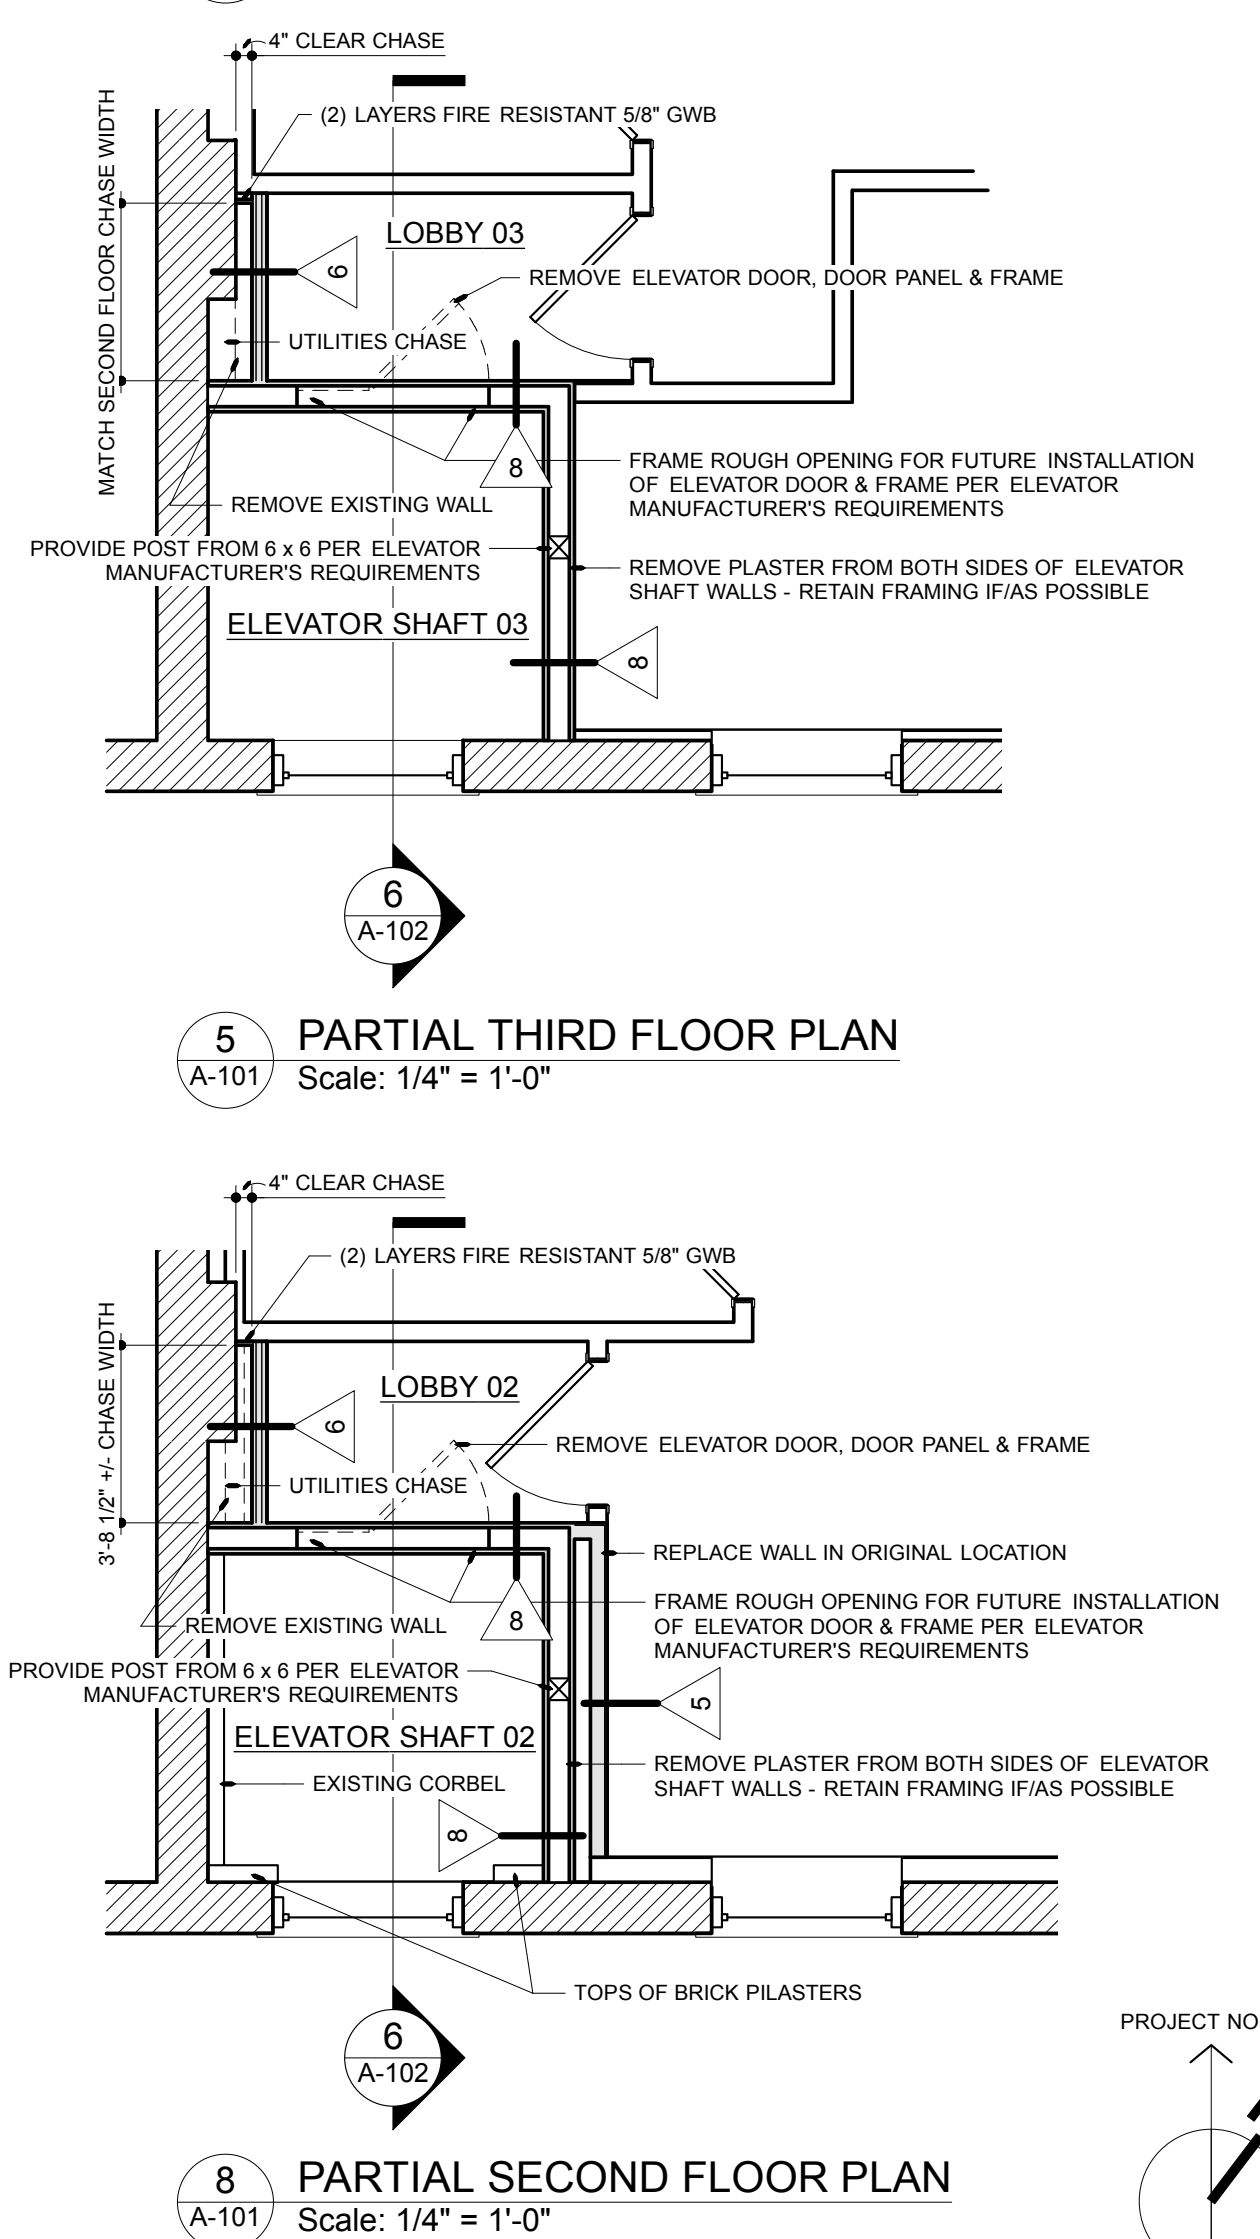 4" CLEAR CHASE
(2) LAYERS FIRE RESISTANT 5/8" GWB
MATCH SECOND FLOOR CHASE WIDTH
LOBBY 03
6
REMOVE ELEVATOR DOOR, DOOR PANEL & FRAME
UTILITIES CHASE
8
FRAME ROUGH OPENING FOR FUTURE INSTALLATION
OF ELEVATOR DOOR & FRAME PER ELEVATOR
MANUFACTURER'S REQUIREMENTS
REMOVE EXISTING WALL
PROVIDE POST FROM 6 x 6 PER ELEVATOR
MANUFACTURER'S REQUIREMENTS
REMOVE PLASTER FROM BOTH SIDES OF ELEVATOR
SHAFT WALLS - RETAIN FRAMING IF/AS POSSIBLE
ELEVATOR SHAFT 03
8
6
A-102
5
A-101
PARTIAL THIRD FLOOR PLAN
Scale: 1/4" = 1'-0"
4" CLEAR CHASE
(2) LAYERS FIRE RESISTANT 5/8" GWB
3'-8 1/2" +/- CHASE WIDTH
LOBBY 02
6
REMOVE ELEVATOR DOOR, DOOR PANEL & FRAME
UTILITIES CHASE
REPLACE WALL IN ORIGINAL LOCATION
FRAME ROUGH OPENING FOR FUTURE INSTALLATION
OF ELEVATOR DOOR & FRAME PER ELEVATOR
MANUFACTURER'S REQUIREMENTS
8
REMOVE EXISTING WALL
PROVIDE POST FROM 6 x 6 PER ELEVATOR
MANUFACTURER'S REQUIREMENTS
5
ELEVATOR SHAFT 02
REMOVE PLASTER FROM BOTH SIDES OF ELEVATOR
SHAFT WALLS - RETAIN FRAMING IF/AS POSSIBLE
EXISTING CORBEL
8
TOPS OF BRICK PILASTERS
6
A-102
PROJECT NO
8
A-101
PARTIAL SECOND FLOOR PLAN
Scale: 1/4" = 1'-0"